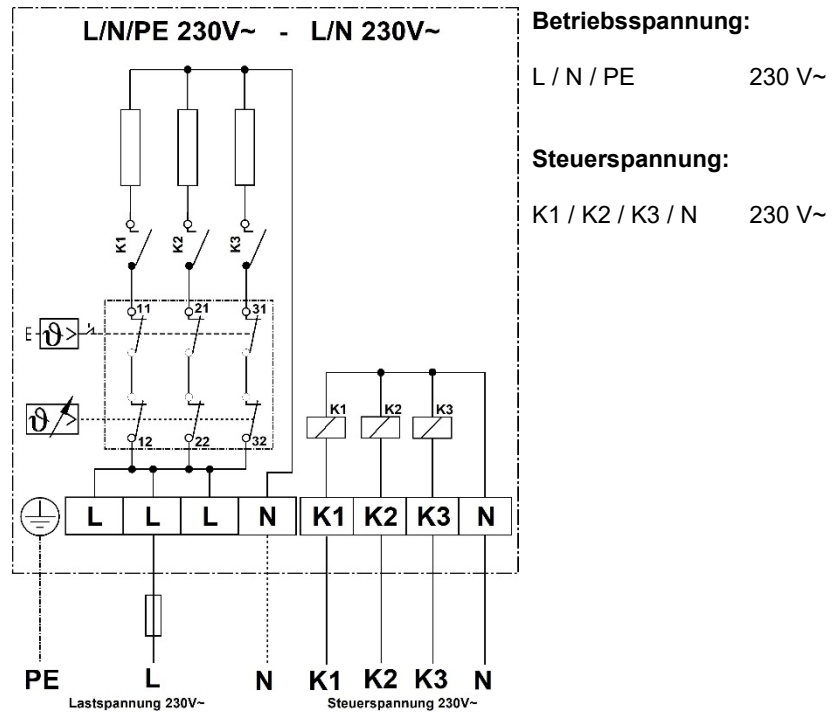 L/N/PE 230V~ - L/N 230V~
Betriebsspannung:
L / N / PE 230 V~
Steuerspannung:
K1 / K2 / K3 / N 230 V~
K1 K2 K3
11 21 31
E ϑ >
ϑ >
12 22 32
K1 K2 K3
L L L N K1 K2 K3 N
PE L N K1 K2 K3 N
Lastspannung 230V~ Steuerspannung 230V~